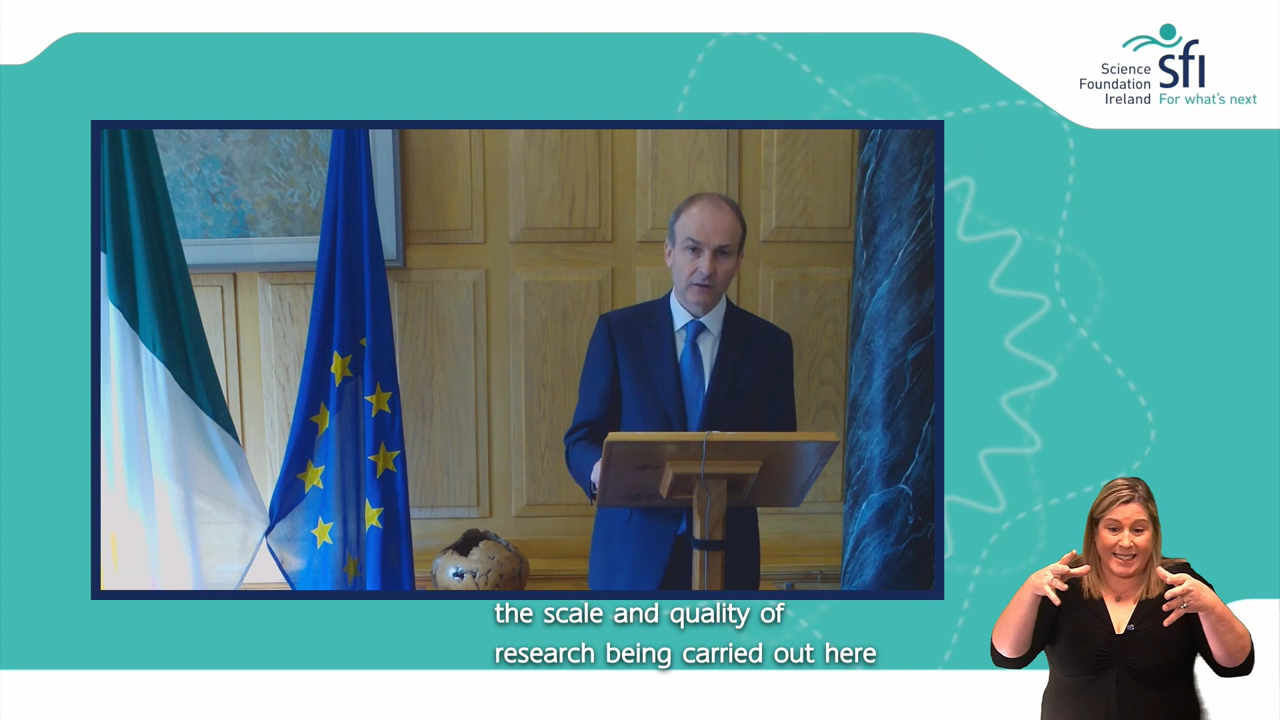 Science
Foundation
Ireland
sfi
For what's next
the scale and quality of
research being carried out here